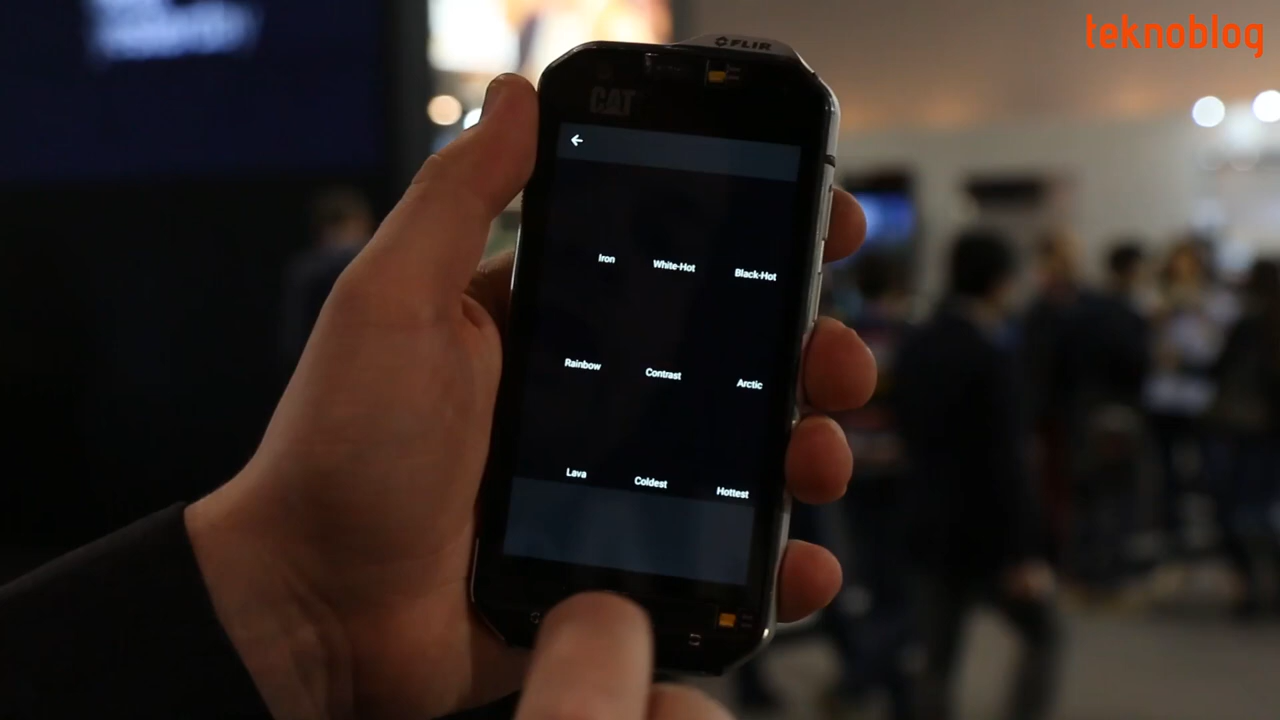 teknoblog
FLIR
CAT
Iron White-Hot Black-Hot
Rainbow Contrast Arctic
Lava Coldest Hottest